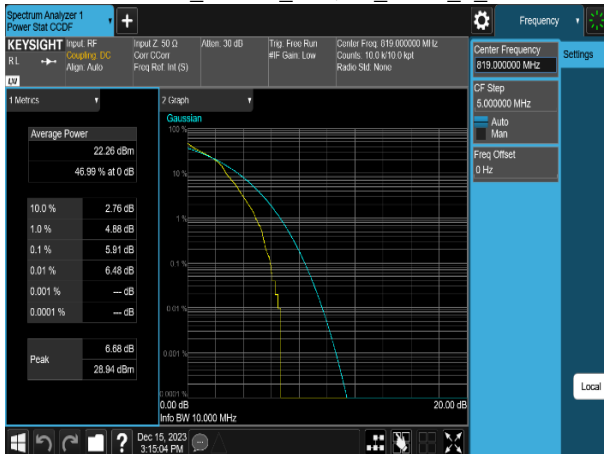 Spectrum Analyzer 1
Power Stat CCDF
+
Frequency
KEYSIGHT
RL
Input: RF
Coupling: DC
Align: Auto
Input Z: 50 Ω
Corr CCorr
Freq Ref: Int (S)
Atten: 30 dB
Trig: Free Run
#IF Gain: Low
Center Freq: 819.000000 MHz
Counts: 10.0 k/10.0 kpt
Radio Std: None
1 Metrics
Average Power
22.26 dBm
46.99 % at 0 dB
10.0 % 2.76 dB
1.0 % 4.88 dB
0.1 % 5.91 dB
0.01 % 6.48 dB
0.001 % --- dB
0.0001 % --- dB
Peak
6.68 dB
28.94 dBm
2 Graph
Gaussian
100 %
10 %
1 %
0.1 %
0.01 %
0.001 %
0.0001 %
0.00 dB
20.00 dB
Info BW 10.000 MHz
Center Frequency
819.000000 MHz
Settings
CF Step
5.000000 MHz
Auto
Man
Freq Offset
0 Hz
Local
?
Dec 15, 2023
3:15:04 PM